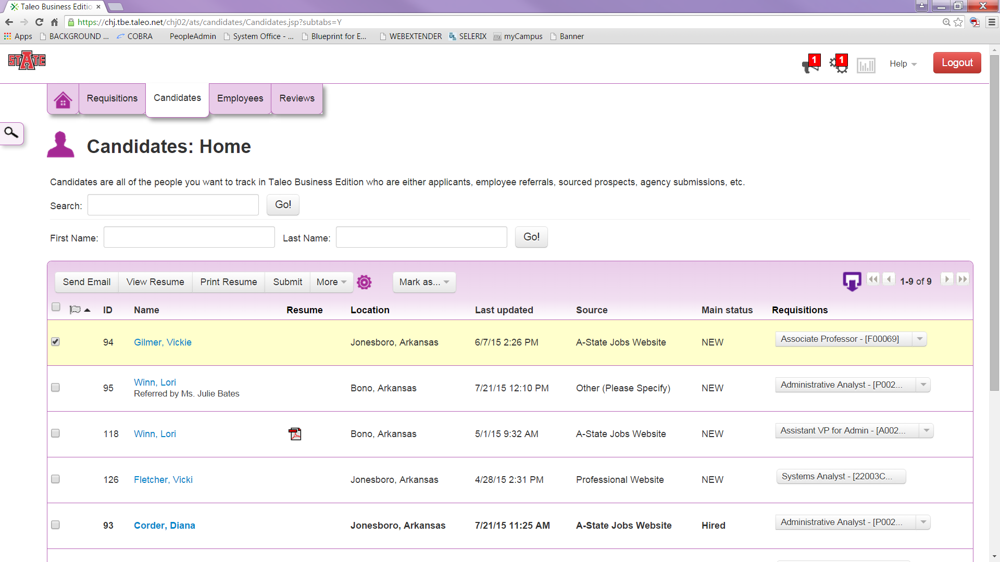 Taleo Business Editio
https://chj.tbe.taleo.net/chj02/ats/candidates/Candidates.jsp?subtabs=Y
Apps BACKGROUND ... COBRA PeopleAdmin System Office - ... Blueprint for E... WEBEXTENDER UL SELERIX my myCampus Banner
STATE
1 1 Help Logout
Requisitions Candidates Employees Reviews
Candidates: Home
Candidates are all of the people you want to track in Taleo Business Edition who are either applicants, employee referrals, sourced prospects, agency submissions, etc.
Search: Go!
First Name: Last Name: Go!
Send Email View Resume Print Resume Submit More Mark as... 1-9 of 9
ID Name Resume Location Last updated Source Main status Requisitions
94 Gilmer, Vickie Jonesboro, Arkansas 6/7/15 2:26 PM A-State Jobs Website NEW Associate Professor - [F00069]
95 Winn, Lori Bono, Arkansas 7/21/15 12:10 PM Other (Please Specify) NEW Administrative Analyst - [P002...
Referred by Ms. Julie Bates
118 Winn, Lori Bono, Arkansas 5/1/15 9:32 AM A-State Jobs Website NEW Assistant VP for Admin - [A002...
126 Fletcher, Vicki Jonesboro, Arkansas 4/28/15 2:31 PM Professional Website NEW Systems Analyst - [22003C...
93 Corder, Diana Jonesboro, Arkansas 7/21/15 11:25 AM A-State Jobs Website Hired Administrative Analyst - [P002...